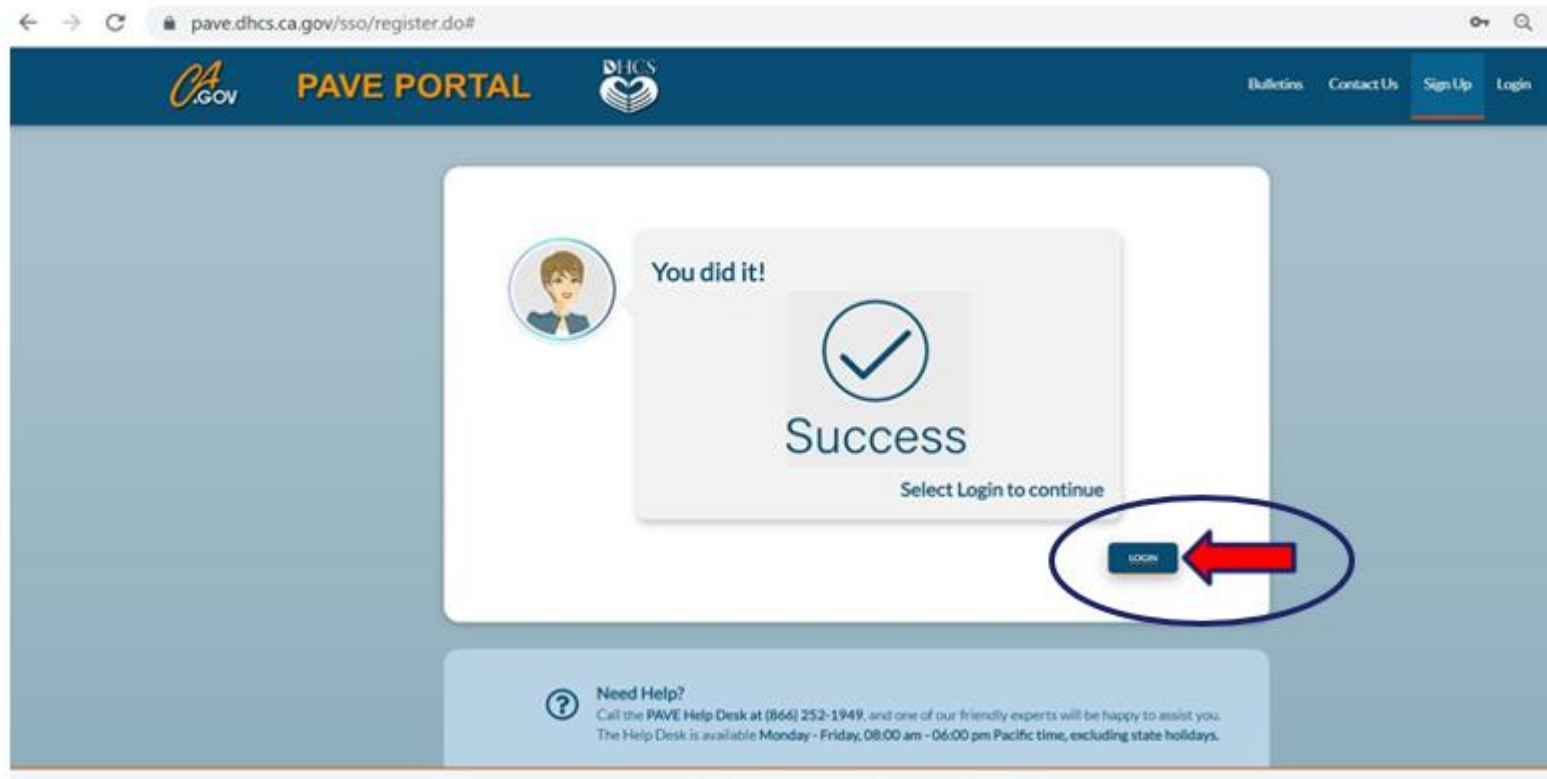 pave.dhcs.ca.gov/sso/register.do#
CA.GOV PAVE PORTAL DHCS Bulletins Contact Us Sign Up Login
You did it!
Success
Select Login to continue
LOGIN
Need Help?
Call the PAVE Help Desk at (866) 252-1949, and one of our friendly experts will be happy to assist you.
The Help Desk is available Monday - Friday, 08:00 am - 06:00 pm Pacific time, excluding state holidays.